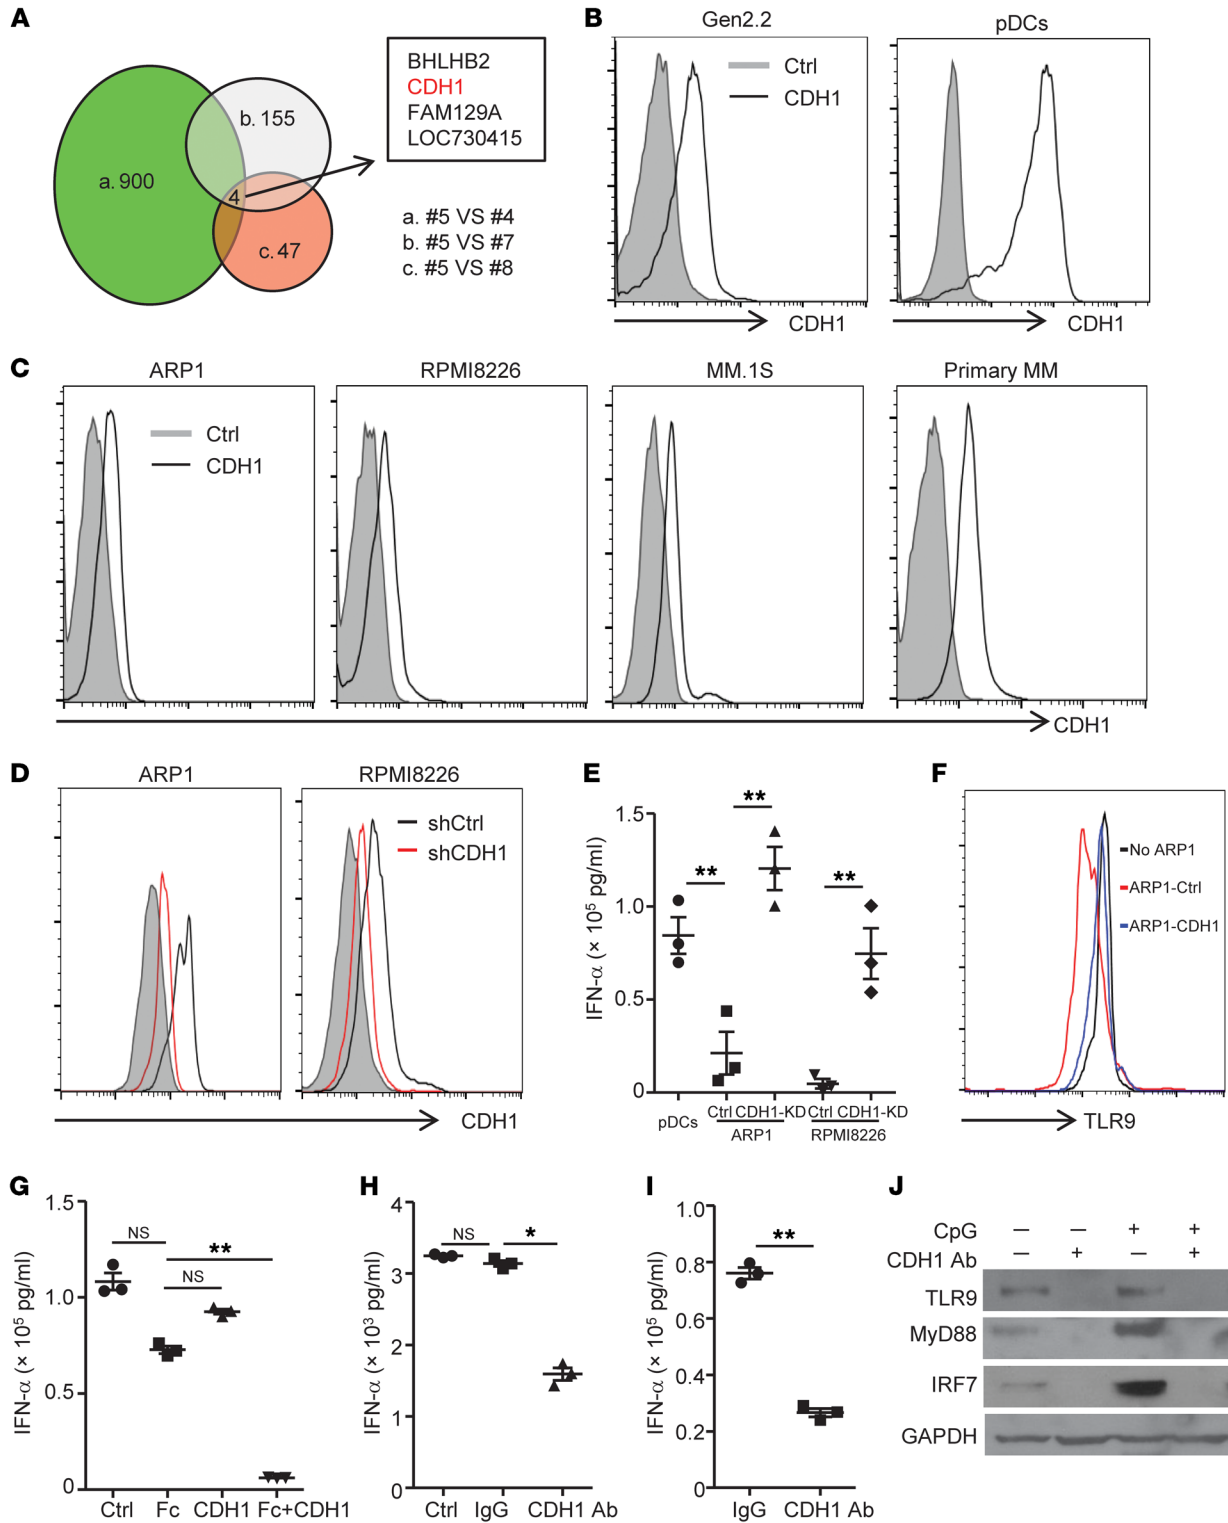 A
BHLHB2
CDH1
FAM129A
LOC730415
b. 155
a. 900
4
c. 47
a. #5 VS #4
b. #5 VS #7
c. #5 VS #8
B
Gen2.2
pDCs
Ctrl
CDH1
CDH1
CDH1
C
ARP1
RPMI8226
MM.1S
Primary MM
Ctrl
CDH1
CDH1
D
ARP1
RPMI8226
shCtrl
shCDH1
CDH1
E
IFN-α (× 10⁵ pg/ml)
1.5
1.0
0.5
0
**
**
**
pDCs
Ctrl CDH1-KD
ARP1
Ctrl CDH1-KD
RPMI8226
F
No ARP1
ARP1-Ctrl
ARP1-CDH1
TLR9
G
IFN-α (× 10⁵ pg/ml)
1.5
1.0
0.5
0
NS
**
NS
Ctrl Fc CDH1 Fc+CDH1
H
IFN-α (× 10³ pg/ml)
4
3
2
1
0
NS
*
Ctrl IgG CDH1 Ab
I
IFN-α (× 10⁵ pg/ml)
1.0
0.8
0.6
0.4
0.2
0
**
IgG CDH1 Ab
J
CpG — — + +
CDH1 Ab — + — +
TLR9
MyD88
IRF7
GAPDH